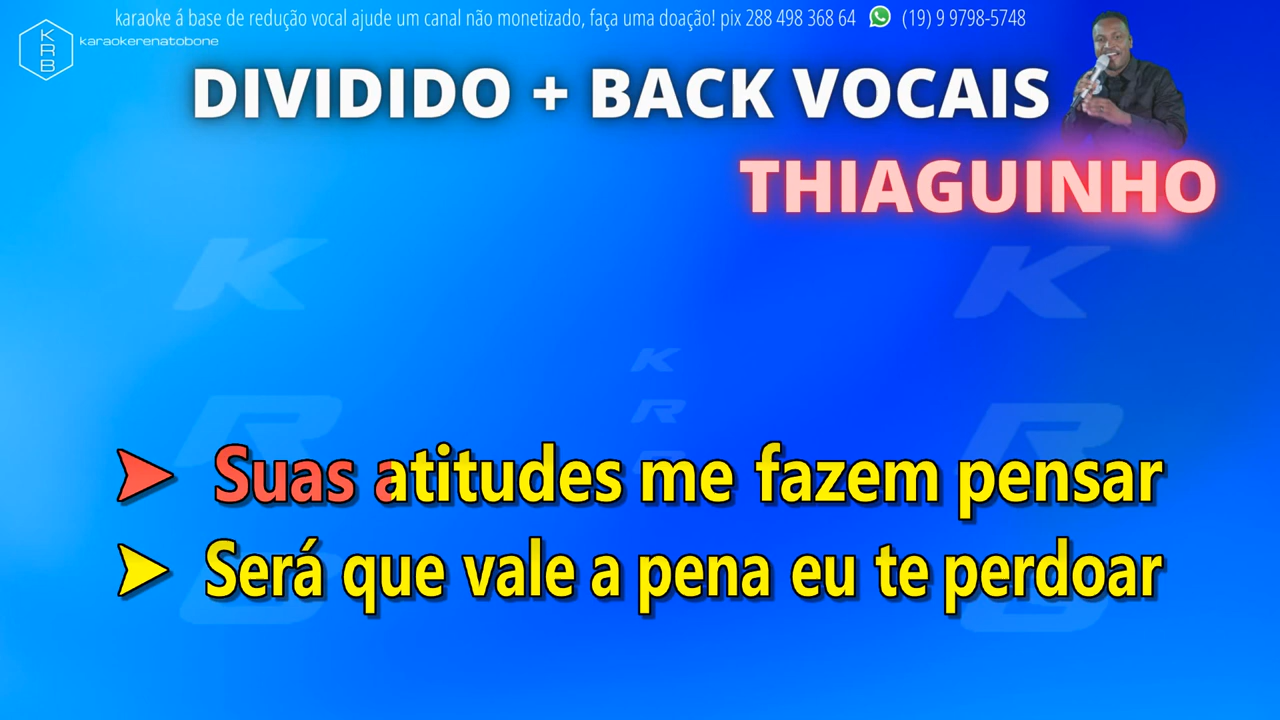 karaoke á base de redução vocal ajude um canal não monetizado, faça uma doação! pix 288 498 368 64 (19) 9 9798-5748
K
R
B
karaokerenatobone
DIVIDIDO + BACK VOCAIS
THIAGUINHO
K K
K
R R R
➤ Suas atitudes me fazem pensar
➤ Será que vale a pena eu te perdoar
B B